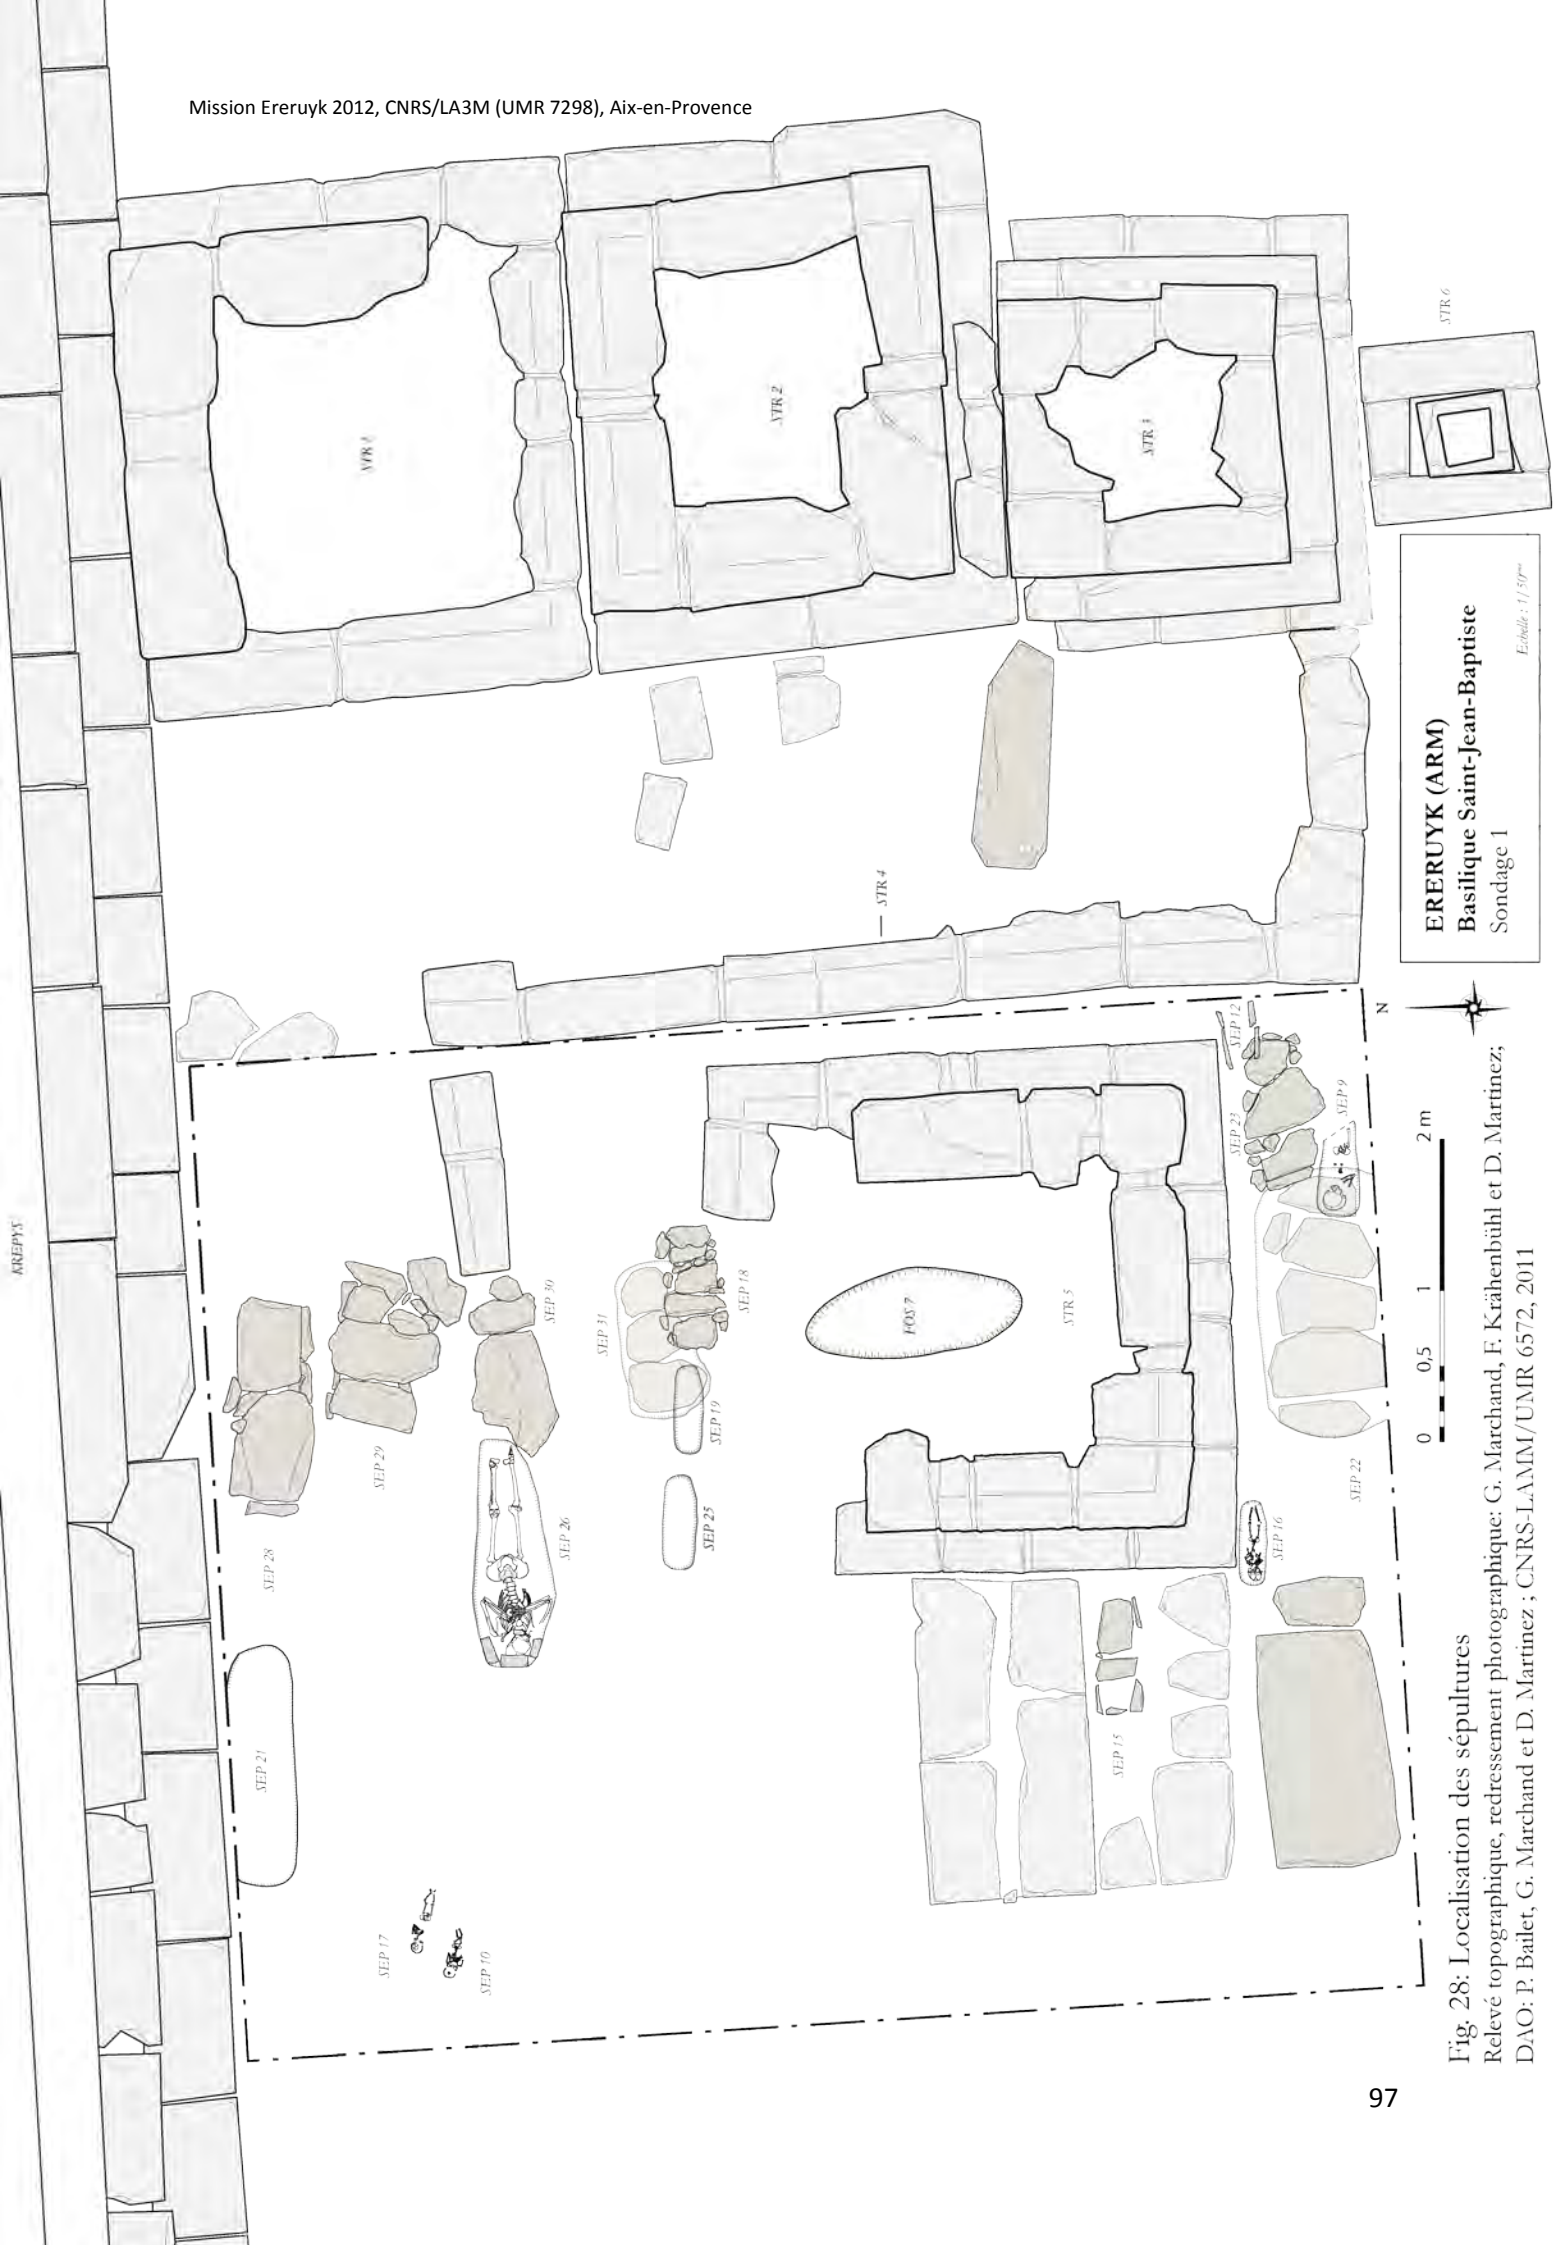 Mission Ereruyk 2012, CNRS/LA3M (UMR 7298), Aix-en-Provence
KREPYS
STR 2
STR 3
STR 6
STR 4
SEP 21
SEP 28
SEP 29
SEP 30
SEP 26
SEP 31
SEP 18
SEP 19
SEP 25
FOS 7
STR 5
SEP 12
SEP 23
SEP 9
SEP 22
SEP 16
SEP 15
SEP 17
SEP 10
ERERUYK (ARM)
Basilique Saint-Jean-Baptiste
Sondage 1
Echelle : 1/50ème
N
0 0,5 1 2 m
Fig. 28: Localisation des sépultures
Relevé topographique, redressement photographique: G. Marchand, F. Krähenbühl et D. Martinez;
DAO: P. Bailet, G. Marchand et D. Martinez ; CNRS-LAMM/UMR 6572, 2011
97